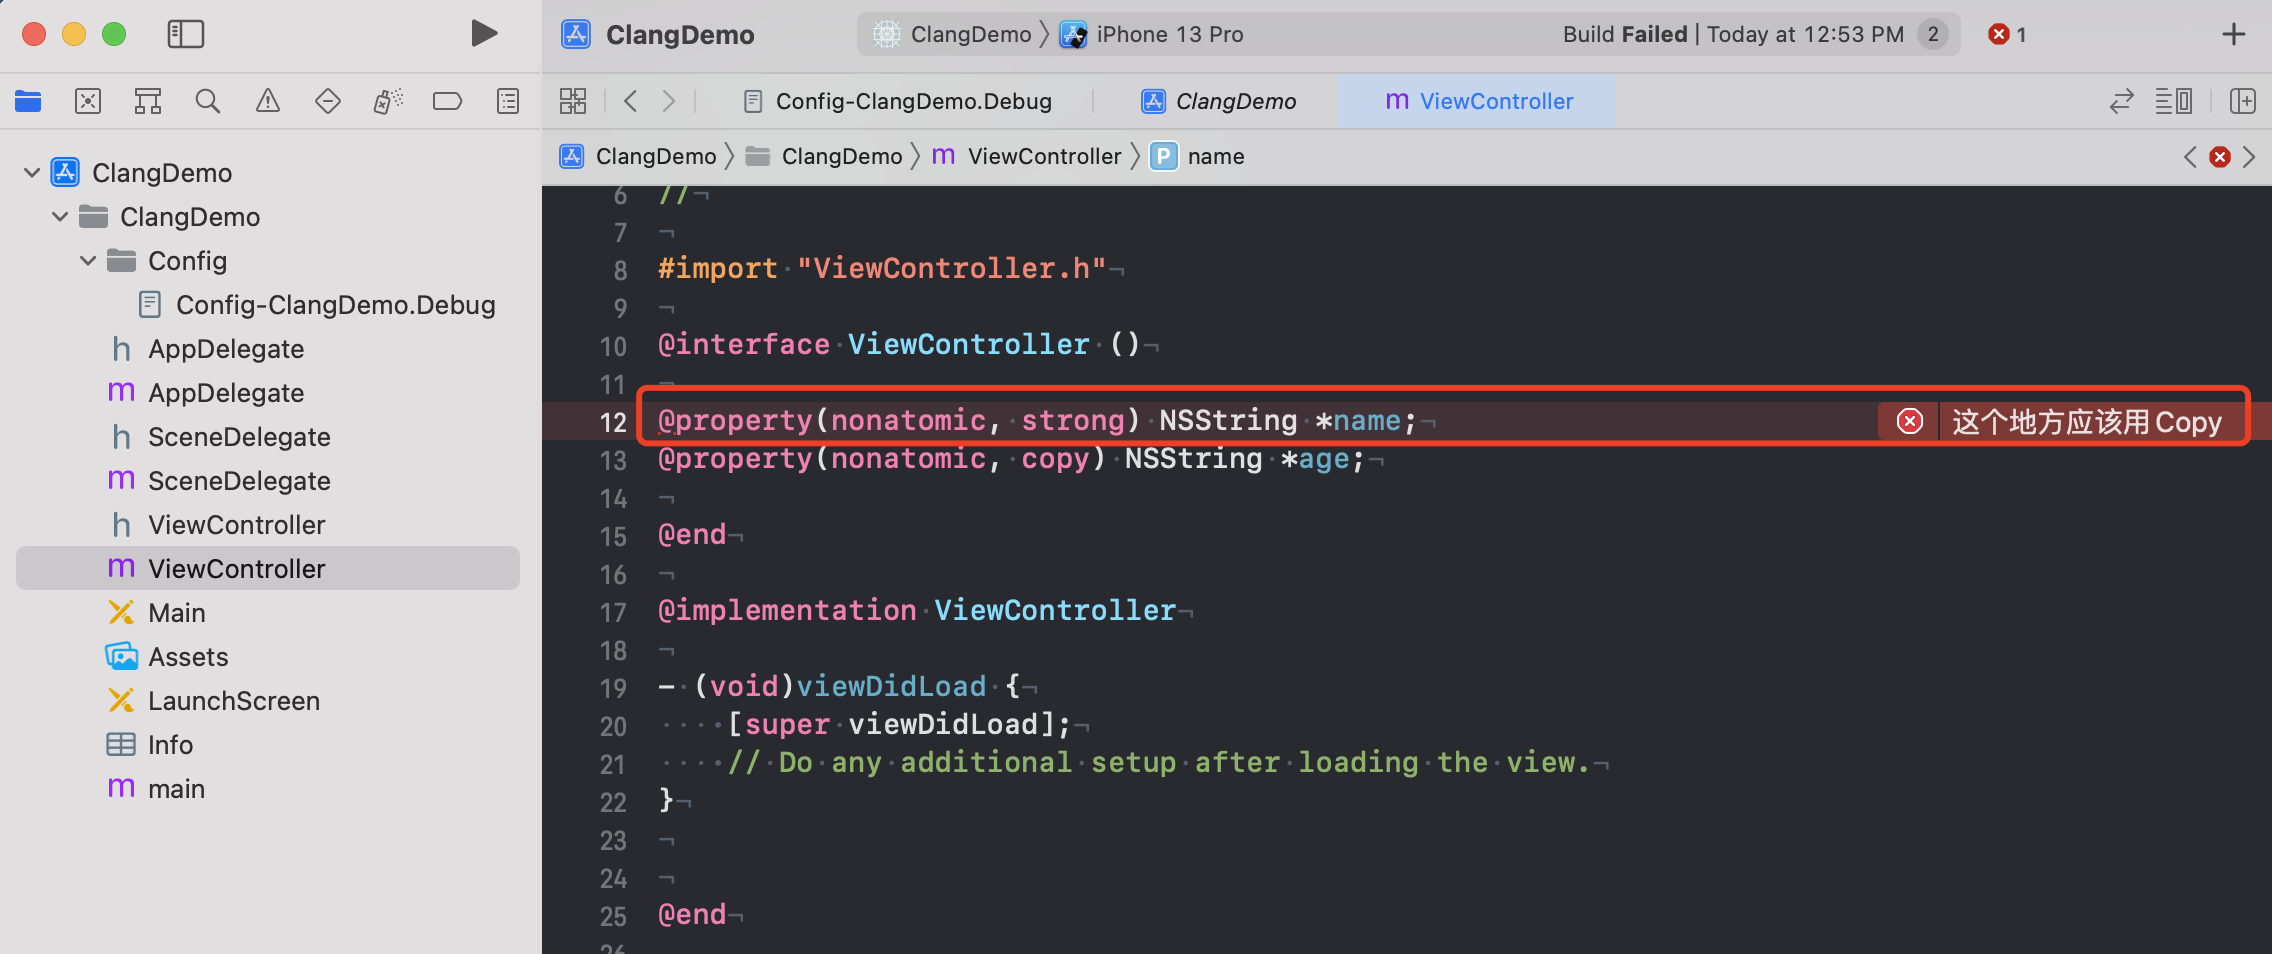 ClangDemo
ClangDemo
iPhone 13 Pro
Build Failed | Today at 12:53 PM
2
1
Config-ClangDemo.Debug
ClangDemo
m ViewController
ClangDemo
ClangDemo
m ViewController
P name
ClangDemo
ClangDemo
Config
Config-ClangDemo.Debug
h AppDelegate
m AppDelegate
h SceneDelegate
m SceneDelegate
h ViewController
m ViewController
Main
Assets
LaunchScreen
Info
m main
6 //
7
8 #import "ViewController.h"
9
10 @interface ViewController ()
11
12 @property(nonatomic, strong) NSString *name;
这个地方应该用Copy
13 @property(nonatomic, copy) NSString *age;
14
15 @end
16
17 @implementation ViewController
18
19 - (void)viewDidLoad {
20 [super viewDidLoad];
21 // Do any additional setup after loading the view.
22 }
23
24
25 @end
26